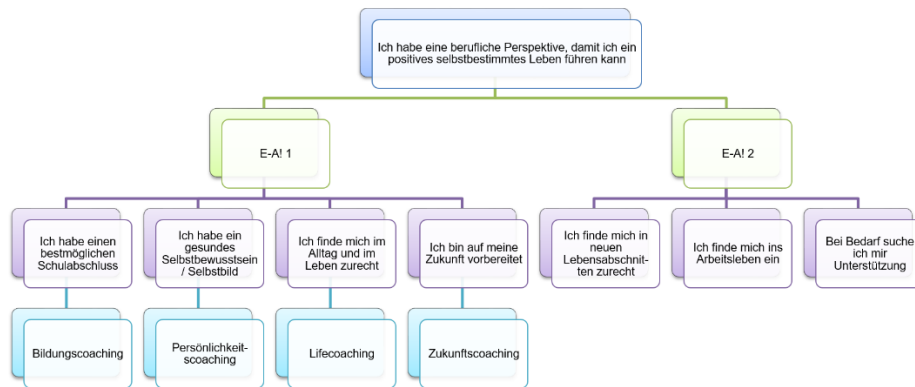 Ich habe eine berufliche Perspektive, damit ich ein
positives selbstbestimmtes Leben führen kann
E-A! 1
E-A! 2
Ich habe einen
bestmöglichen
Schulabschluss
Ich habe ein
gesundes
Selbstbewusstsein
/ Selbstbild
Ich finde mich im
Alltag und im
Leben zurecht
Ich bin auf meine
Zukunft vorbereitet
Ich finde mich in
neuen
Lebensabschnit-
ten zurecht
Ich finde mich ins
Arbeitsleben ein
Bei Bedarf suche
ich mir
Unterstützung
Bildungscoaching
Persönlichkeit-
scoaching
Lifecoaching
Zukunftscoaching